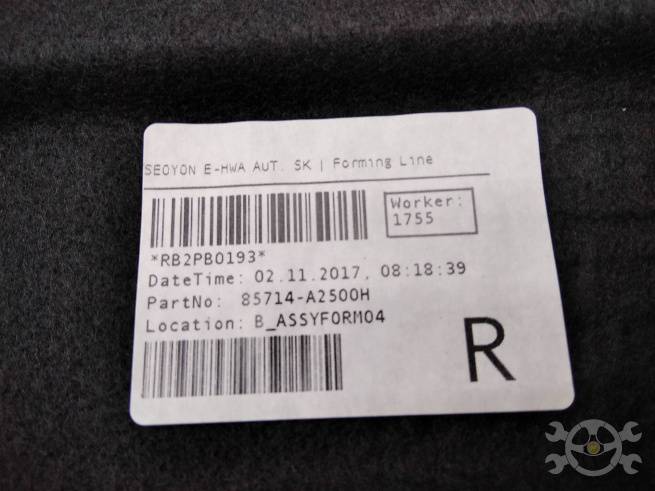 SEOYON E-HWA AUT. SK | Forming Line
Worker:
1755
*RB2PB0193*
DateTime: 02.11.2017, 08:18:39
PartNo: 85714-A2500H
Location: B_ASSYFORM04
R